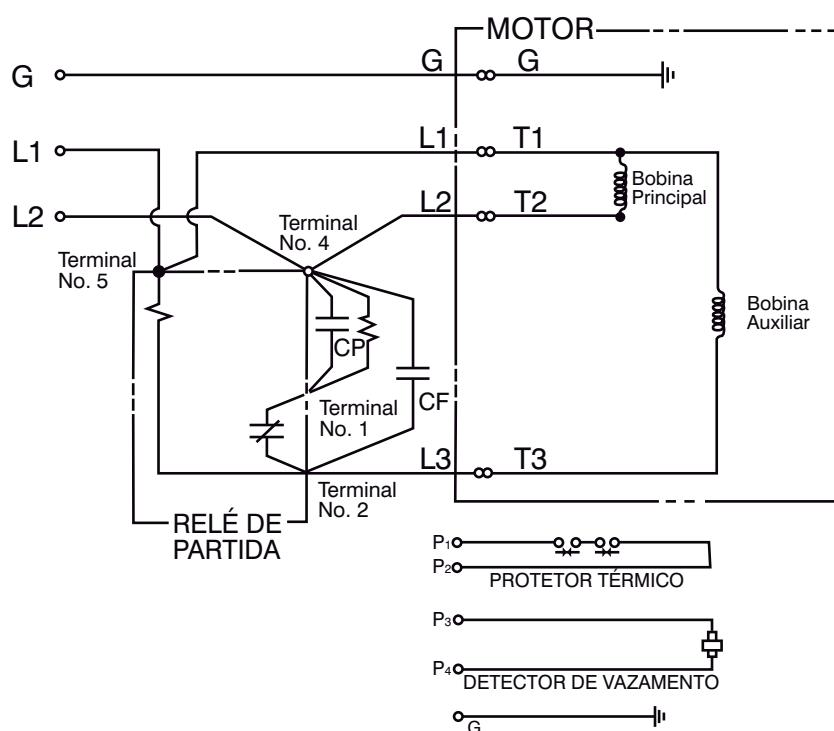 MOTOR
G
G
G
L1
L1
T1
Bobina
Principal
L2
L2
T2
Terminal
No. 4
Terminal
No. 5
Bobina
Auxiliar
CP
CF
Terminal
No. 1
L3
T3
Terminal
No. 2
RELÉ DE
PARTIDA
P1
P2
PROTETOR TÉRMICO
P3
P4
DETECTOR DE VAZAMENTO
G